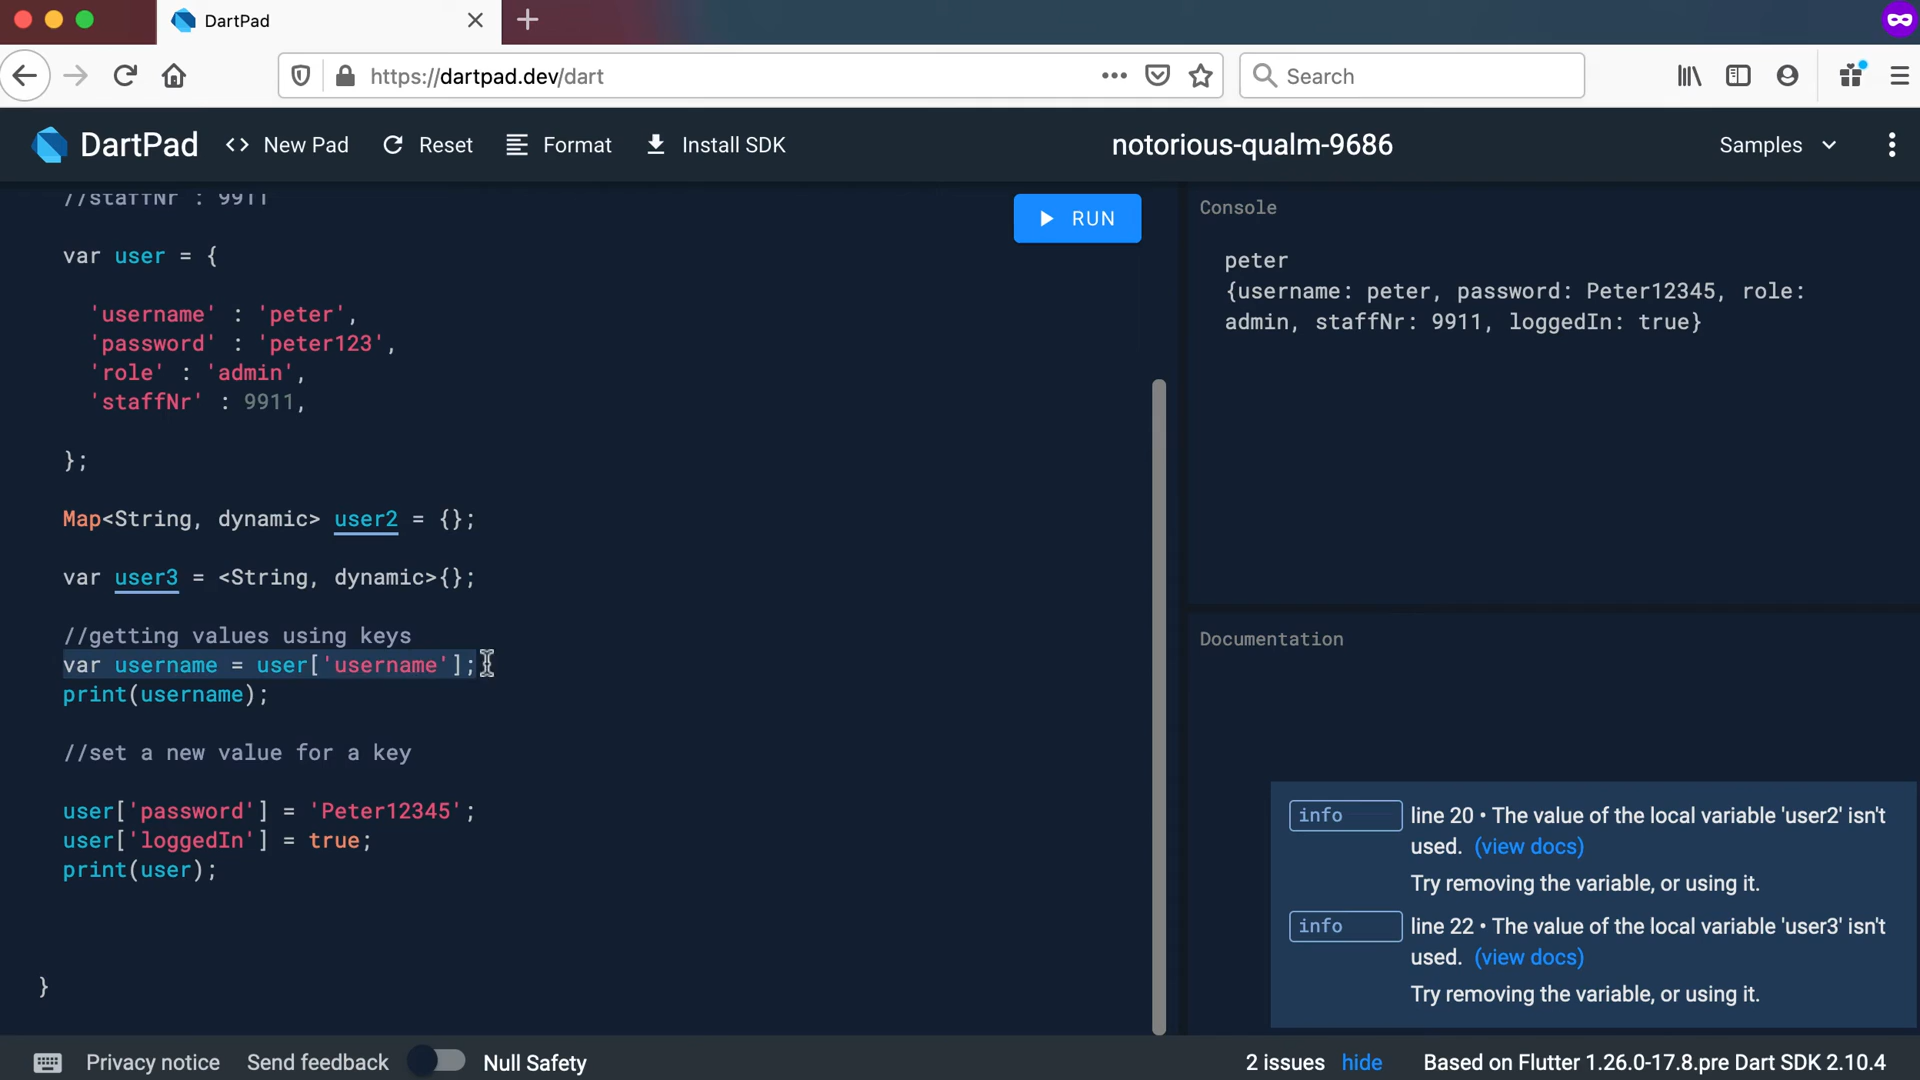 DartPad
https://dartpad.dev/dart
Search
DartPad
New Pad
Reset
Format
Install SDK
notorious-qualm-9686
Samples
//staffNr : 9911
var user = {
'username' : 'peter',
'password' : 'peter123',
'role' : 'admin',
'staffNr' : 9911,
};
Map<String, dynamic> user2 = {};
var user3 = <String, dynamic>{};
//getting values using keys
var username = user['username'];
print(username);
//set a new value for a key
user['password'] = 'Peter12345';
user['loggedIn'] = true;
print(user);
}
RUN
Console
peter
{username: peter, password: Peter12345, role:
admin, staffNr: 9911, loggedIn: true}
Documentation
info
line 20 • The value of the local variable 'user2' isn't
used. (view docs)
Try removing the variable, or using it.
info
line 22 • The value of the local variable 'user3' isn't
used. (view docs)
Try removing the variable, or using it.
Privacy notice
Send feedback
Null Safety
2 issues
hide
Based on Flutter 1.26.0-17.8.pre Dart SDK 2.10.4